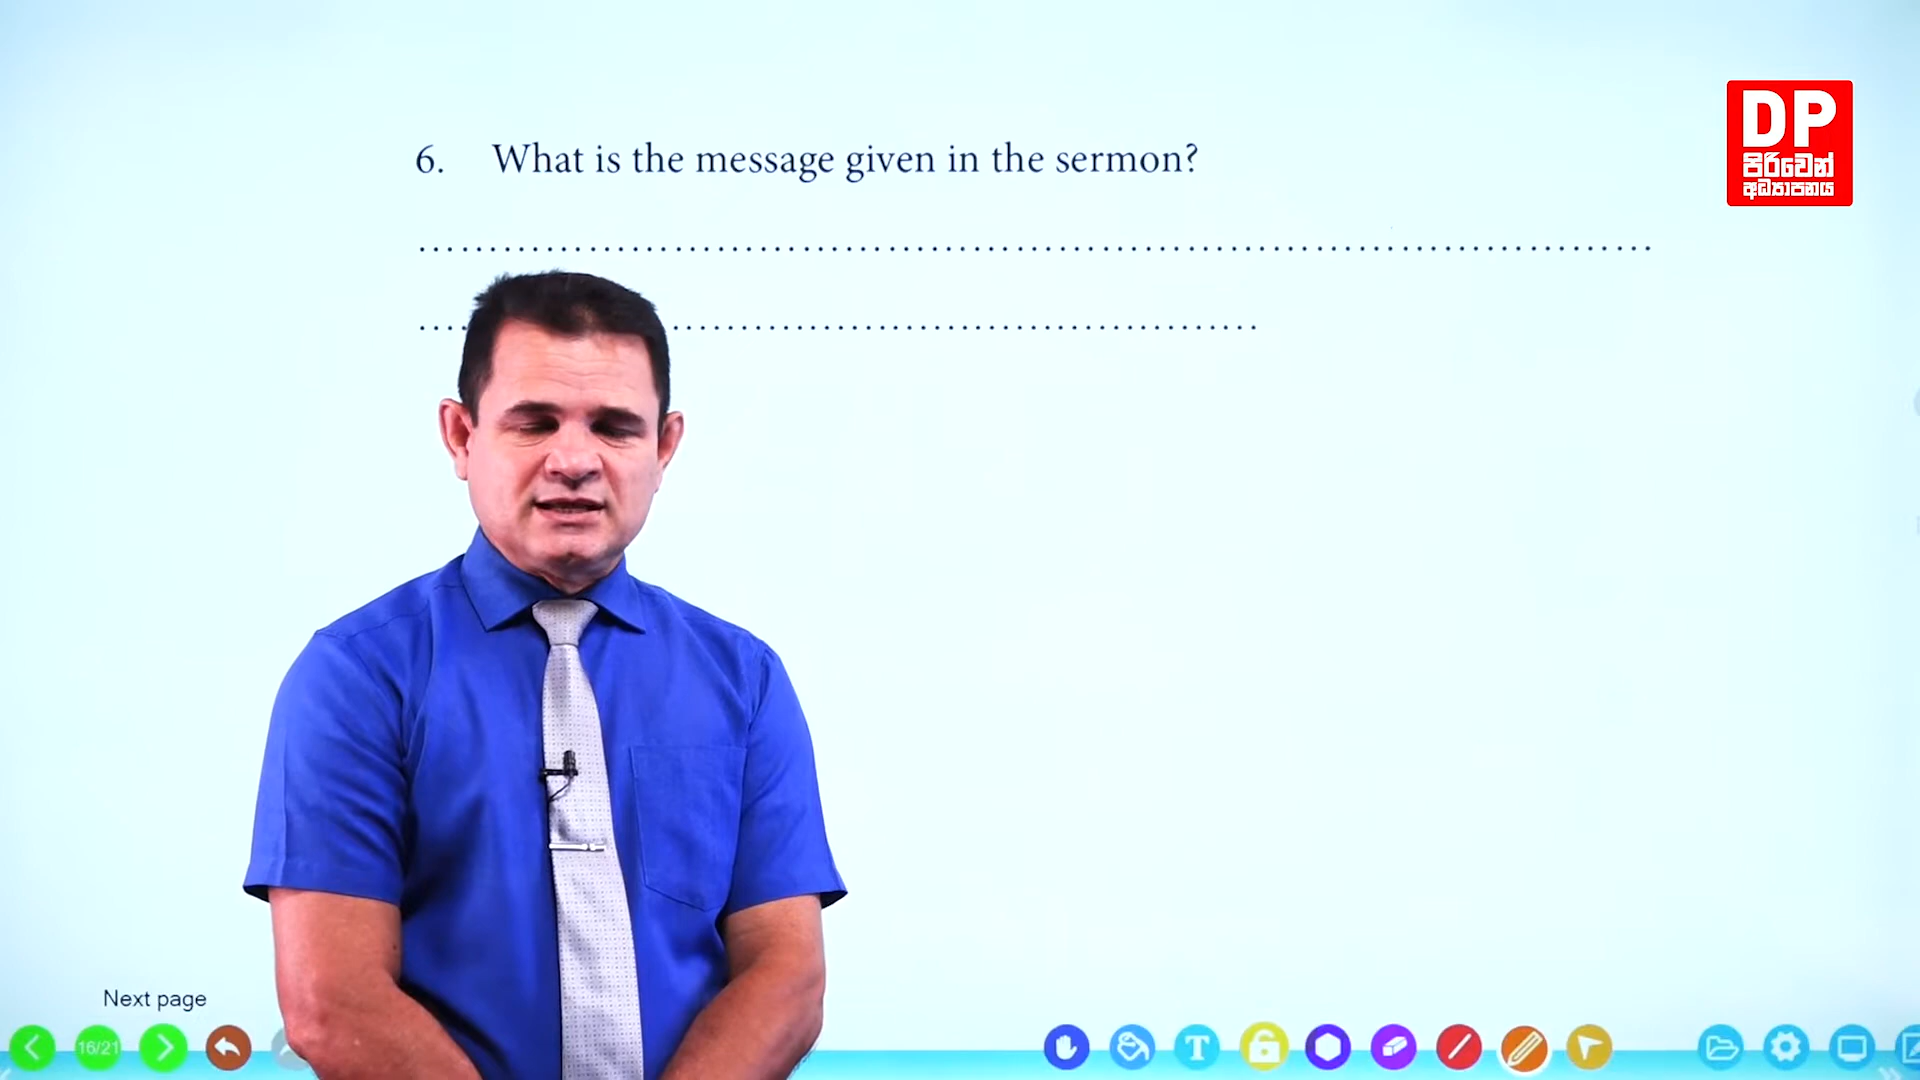 DP
පිරිවෙන්
අධ්‍යාපනය
6. What is the message given in the sermon?
Next page
16/21
T